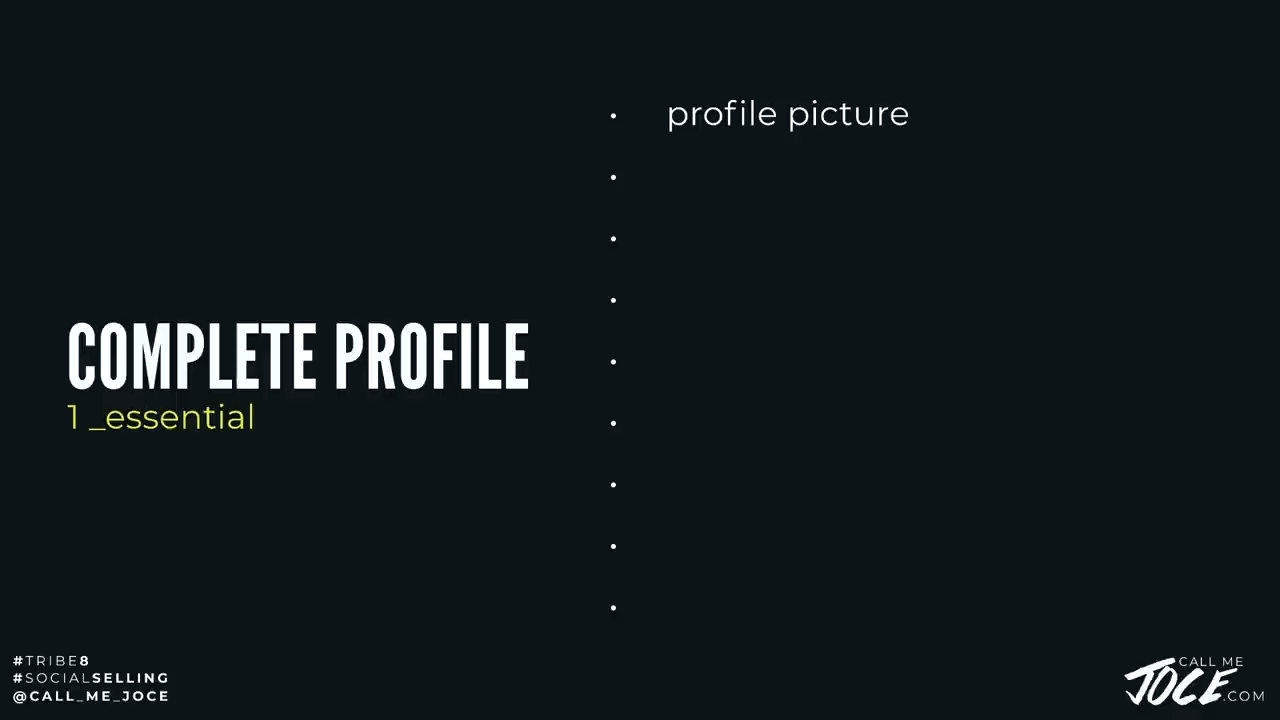 • profile picture
•
•
•
•
•
•
•
•
COMPLETE PROFILE
1 _essential
#TRIBE8
#SOCIALSELLING
@CALL_ME_JOCE
CALL ME
JOCE.COM